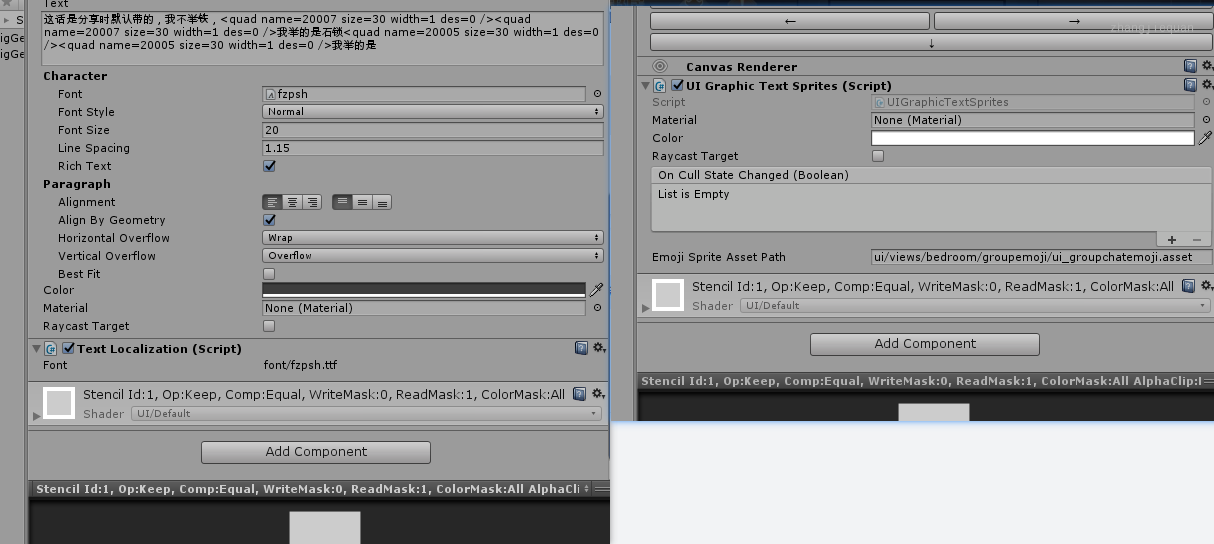 Text
这话是分享时默认带的，我不举铁，<quad name=20007 size=30 width=1 des=0 /><quad
name=20007 size=30 width=1 des=0 />我举的是石锁<quad name=20005 size=30 width=1 des=0
/><quad name=20005 size=30 width=1 des=0 />我举的是
igGe
igGe
Character
Font
fzpsh
Font Style
Normal
Font Size
20
Line Spacing
1.15
Rich Text
Paragraph
Alignment
Align By Geometry
Horizontal Overflow
Wrap
Vertical Overflow
Overflow
Best Fit
Color
Material
None (Material)
Raycast Target
Text Localization (Script)
Font
font/fzpsh.ttf
Stencil Id:1, Op:Keep, Comp:Equal, WriteMask:0, ReadMask:1, ColorMask:All
Shader
UI/Default
Add Component
Stencil Id:1, Op:Keep, Comp:Equal, WriteMask:0, ReadMask:1, ColorMask:All AlphaCli
←
→
zhangjiequan
↓
Canvas Renderer
UI Graphic Text Sprites (Script)
Script
UIGraphicTextSprites
Material
None (Material)
Color
Raycast Target
On Cull State Changed (Boolean)
List is Empty
+ −
Emoji Sprite Asset Path
ui/views/bedroom/groupemoji/ui_groupchatemoji.asset
Stencil Id:1, Op:Keep, Comp:Equal, WriteMask:0, ReadMask:1, ColorMask:All
Shader
UI/Default
Add Component
Stencil Id:1, Op:Keep, Comp:Equal, WriteMask:0, ReadMask:1, ColorMask:All AlphaClip: